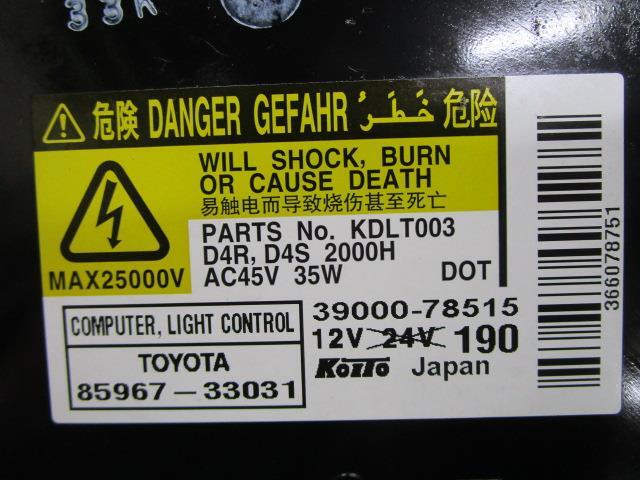 33K
危険 DANGER GEFAHR خَطَرُ 危险
WILL SHOCK, BURN
OR CAUSE DEATH
易触电而导致烧伤甚至死亡
MAX25000V
PARTS No. KDLT003
D4R, D4S 2000H
AC45V 35W DOT
COMPUTER, LIGHT CONTROL
TOYOTA
85967-33031
39000-78515
12V 24V 190
KOITO Japan
366078751